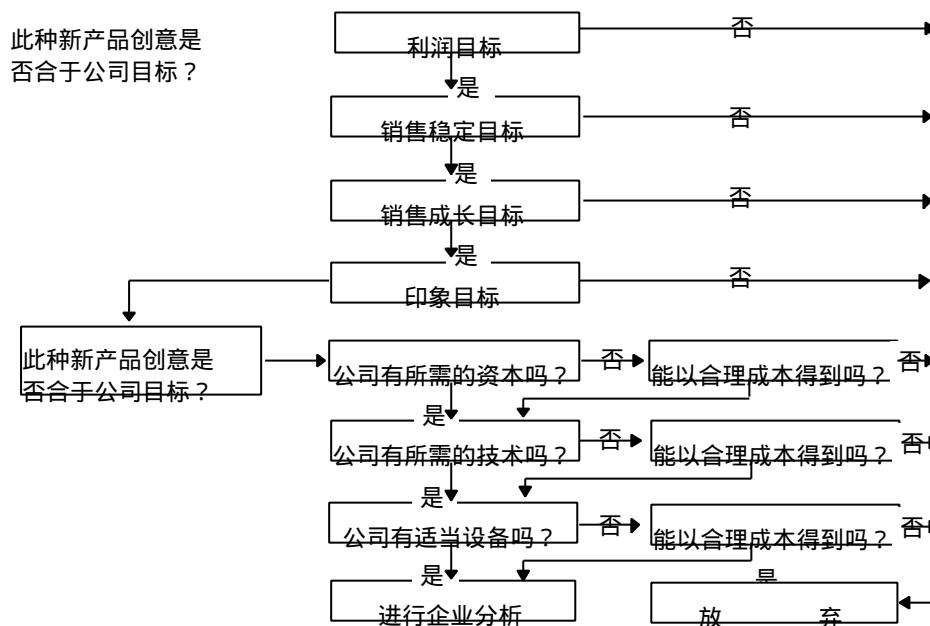 此种新产品创意是
否合于公司目标？
利润目标
否
是
销售稳定目标
否
是
销售成长目标
否
是
印象目标
否
此种新产品创意是
否合于公司目标？
公司有所需的资本吗？
否
能以合理成本得到吗？
否
是
公司有所需的技术吗？
否
能以合理成本得到吗？
否
是
公司有适当设备吗？
否
能以合理成本得到吗？
否
是
是
进行企业分析
放 弃